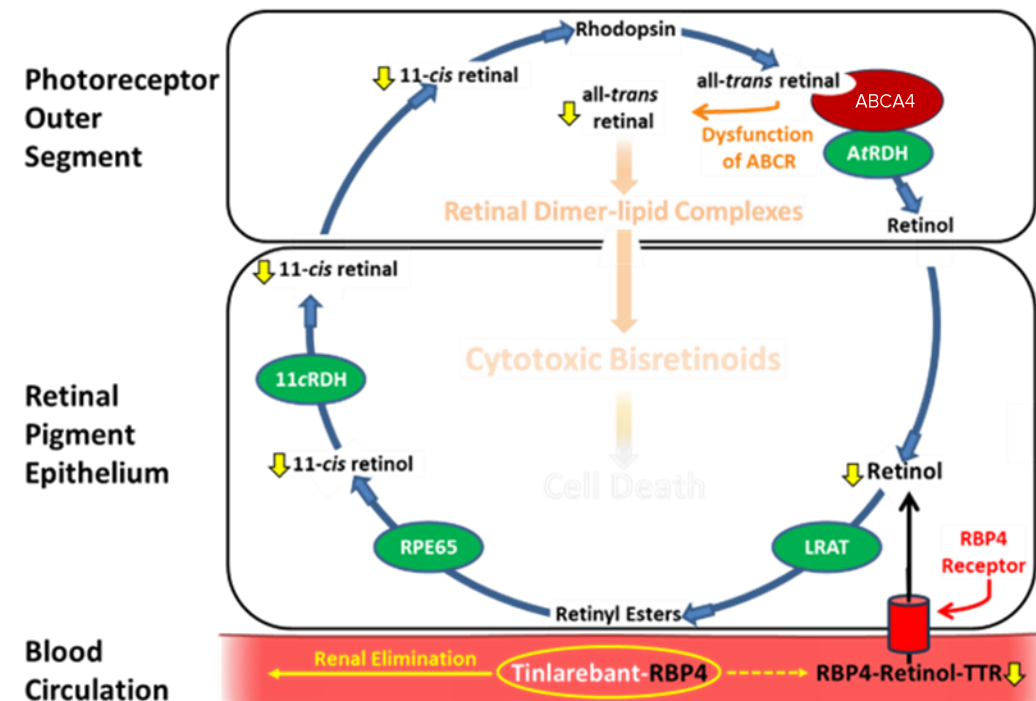 Photoreceptor
Outer
Segment
Rhodopsin
11-cis retinal
all-trans
retinal
all-trans retinal
ABCA4
Dysfunction
of ABCR
AtRDH
Retinal Dimer-lipid Complexes
Retinol
11-cis retinal
Cytotoxic Bisretinoids
11cRDH
Retinal
Pigment
Epithelium
11-cis retinol
Cell Death
Retinol
RPE65
LRAT
RBP4
Receptor
Retinyl Esters
Blood
Circulation
Renal Elimination
Tinlarebant-RBP4
RBP4-Retinol-TTR